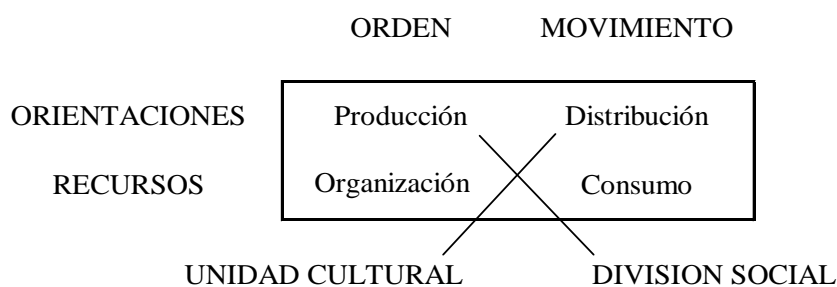 ORDEN MOVIMIENTO
ORIENTACIONES Producción Distribución
RECURSOS Organización Consumo
UNIDAD CULTURAL DIVISION SOCIAL